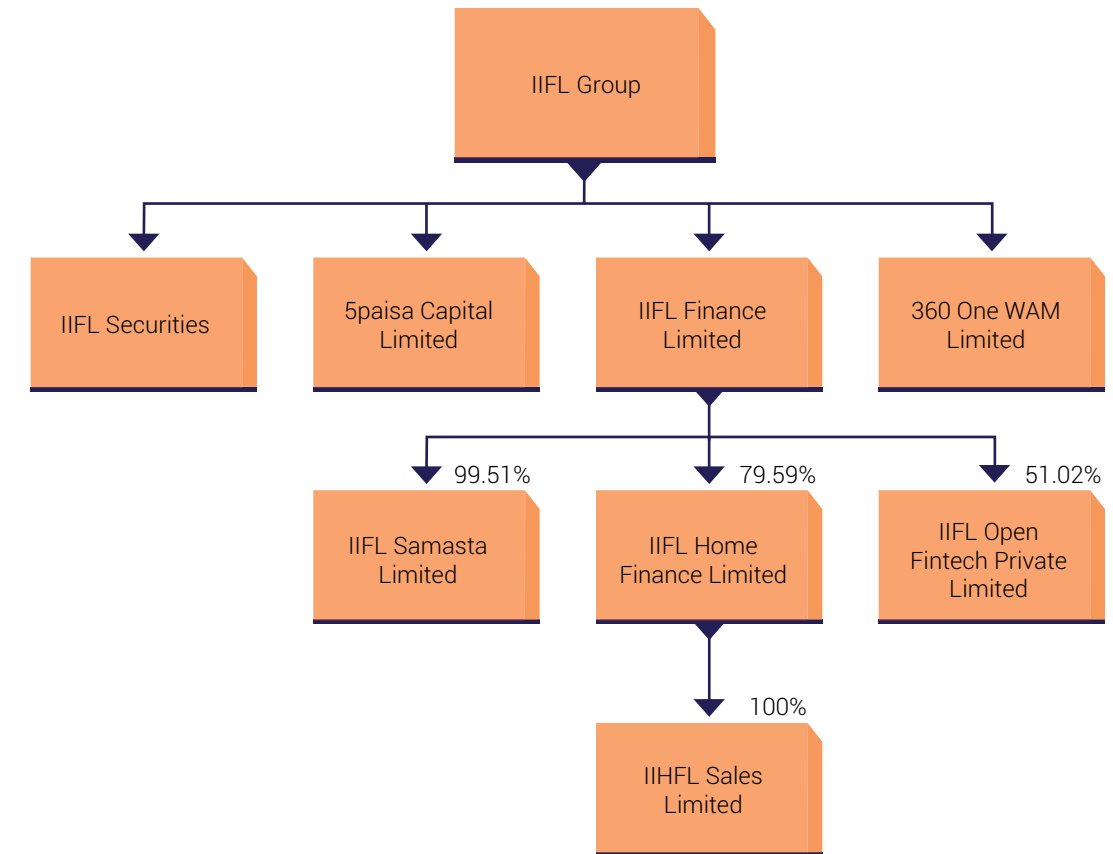 IIFL Group
IIFL Securities
5paisa Capital
Limited
IIFL Finance
Limited
360 One WAM
Limited
99.51%
79.59%
51.02%
IIFL Samasta
Limited
IIFL Home
Finance Limited
IIFL Open
Fintech Private
Limited
100%
IIHFL Sales
Limited